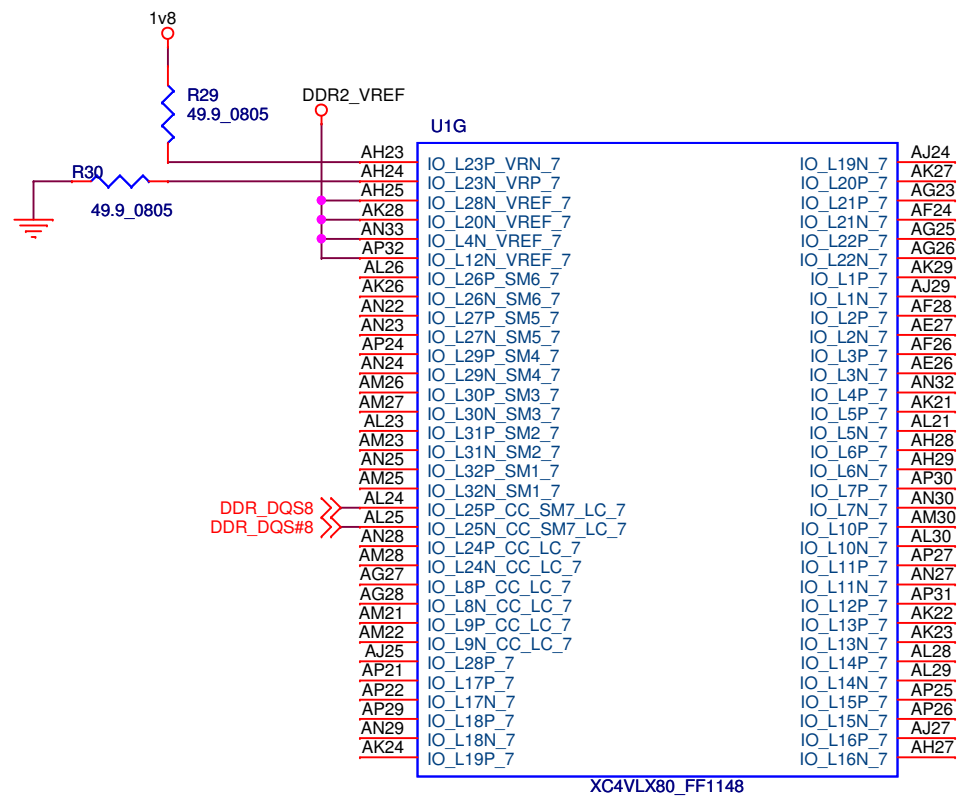 1v8
R29
49.9_0805
DDR2_VREF
R30
49.9_0805
U1G
AH23 IO_L23P_VRN_7 IO_L19N_7 AJ24
AH24 IO_L23N_VRP_7 IO_L20P_7 AK27
AH25 IO_L28N_VREF_7 IO_L21P_7 AG23
AK28 IO_L20N_VREF_7 IO_L21N_7 AF24
AN33 IO_L4N_VREF_7 IO_L22P_7 AG25
AP32 IO_L12N_VREF_7 IO_L22N_7 AG26
AL26 IO_L26P_SM6_7 IO_L1P_7 AK29
AK26 IO_L26N_SM6_7 IO_L1N_7 AJ29
AN22 IO_L27P_SM5_7 IO_L2P_7 AF28
AN23 IO_L27N_SM5_7 IO_L2N_7 AE27
AP24 IO_L29P_SM4_7 IO_L3P_7 AF26
AN24 IO_L29N_SM4_7 IO_L3N_7 AE26
AM26 IO_L30P_SM3_7 IO_L4P_7 AN32
AM27 IO_L30N_SM3_7 IO_L5P_7 AK21
AL23 IO_L31P_SM2_7 IO_L5N_7 AL21
AM23 IO_L31N_SM2_7 IO_L6P_7 AH28
AN25 IO_L32P_SM1_7 IO_L6N_7 AH29
AM25 IO_L32N_SM1_7 IO_L7P_7 AP30
DDR_DQS8 AL24 IO_L25P_CC_SM7_LC_7 IO_L7N_7 AN30
DDR_DQS#8 AL25 IO_L25N_CC_SM7_LC_7 IO_L10P_7 AM30
AN28 IO_L24P_CC_LC_7 IO_L10N_7 AL30
AM28 IO_L24N_CC_LC_7 IO_L11P_7 AP27
AG27 IO_L8P_CC_LC_7 IO_L11N_7 AN27
AG28 IO_L8N_CC_LC_7 IO_L12P_7 AP31
AM21 IO_L9P_CC_LC_7 IO_L13P_7 AK22
AM22 IO_L9N_CC_LC_7 IO_L13N_7 AK23
AJ25 IO_L28P_7 IO_L14P_7 AL28
AP21 IO_L17P_7 IO_L14N_7 AL29
AP22 IO_L17N_7 IO_L15P_7 AP25
AP29 IO_L18P_7 IO_L15N_7 AP26
AN29 IO_L18N_7 IO_L16P_7 AJ27
AK24 IO_L19P_7 IO_L16N_7 AH27
XC4VLX80_FF1148